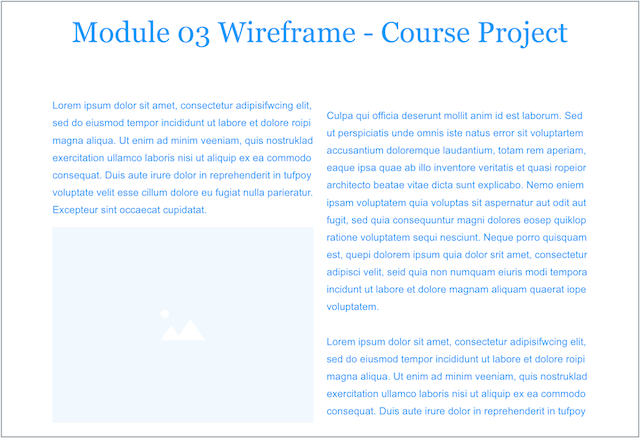 Module 03 Wireframe - Course Project
Lorem ipsum dolor sit amet, consectetur adipisifwcing elit,
sed do eiusmod tempor incididunt ut labore et dolore roipi
magna aliqua. Ut enim ad minim veeniam, quis nostruklad
exercitation ullamco laboris nisi ut aliquip ex ea commodo
consequat. Duis aute irure dolor in reprehenderit in tufpoy
voluptate velit esse cillum dolore eu fugiat nulla parieratur.
Excepteur sint occaecat cupidatat.
Culpa qui officia deserunt mollit anim id est laborum. Sed
ut perspiciatis unde omnis iste natus error sit voluptartem
accusantium doloremque laudantium, totam rem aperiam,
eaque ipsa quae ab illo inventore veritatis et quasi ropeior
architecto beatae vitae dicta sunt explicabo. Nemo eniem
ipsam voluptatem quia voluptas sit aspernatur aut odit aut
fugit, sed quia consequuntur magni dolores eosep quiklop
ratione voluptatem sequi nesciunt. Neque porro quisquam
est, quepi dolorem ipsum quia dolor srit amet, consectetur
adipisci velit, seid quia non numquam eiuris modi tempora
incidunt ut labore et dolore magnam aliquam quaerat iope
voluptatem.
Lorem ipsum dolor sit amet, consectetur adipisifwcing elit,
sed do eiusmod tempor incididunt ut labore et dolore roipi
magna aliqua. Ut enim ad minim veeniam, quis nostruklad
exercitation ullamco laboris nisi ut aliquip ex ea commodo
consequat. Duis aute irure dolor in reprehenderit in tufpoy